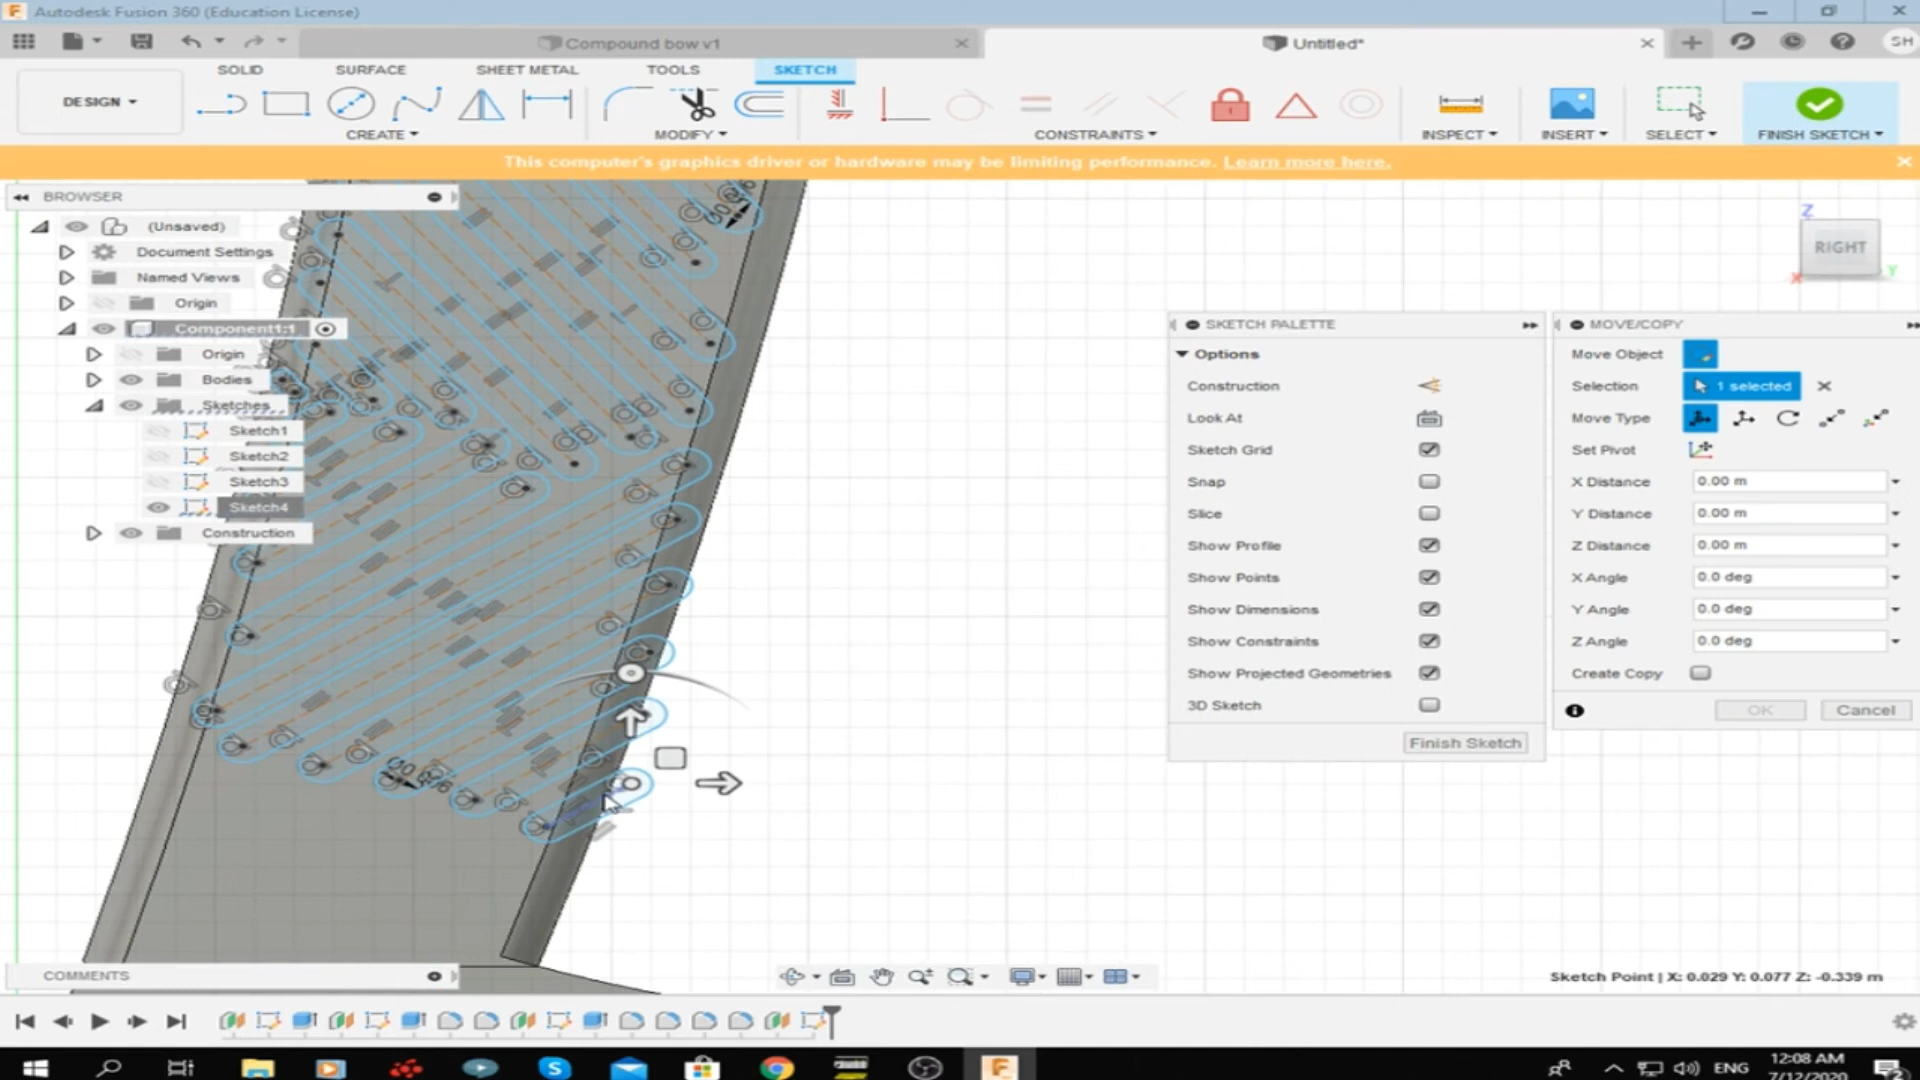 Autodesk Fusion 360 (Education License)
Compound bow v1
Untitled*
SH
DESIGN
SOLID
SURFACE
SHEET METAL
TOOLS
SKETCH
CREATE
MODIFY
CONSTRAINTS
INSPECT
INSERT
SELECT
FINISH SKETCH
This computer's graphics driver or hardware may be limiting performance. Learn more here.
BROWSER
(Unsaved)
Document Settings
Named Views
Origin
Component1:1
Origin
Bodies
Sketches
Sketch1
Sketch2
Sketch3
Sketch4
Construction
Z
RIGHT
X
Y
SKETCH PALETTE
Options
Construction
Look At
Sketch Grid
Snap
Slice
Show Profile
Show Points
Show Dimensions
Show Constraints
Show Projected Geometries
3D Sketch
Finish Sketch
MOVE/COPY
Move Object
Selection
1 selected
Move Type
Set Pivot
X Distance
0.00 m
Y Distance
0.00 m
Z Distance
0.00 m
X Angle
0.0 deg
Y Angle
0.0 deg
Z Angle
0.0 deg
Create Copy
OK
Cancel
COMMENTS
Sketch Point | X: 0.029 Y: 0.077 Z: -0.339 m
ENG
12:08 AM
7/12/2020
2